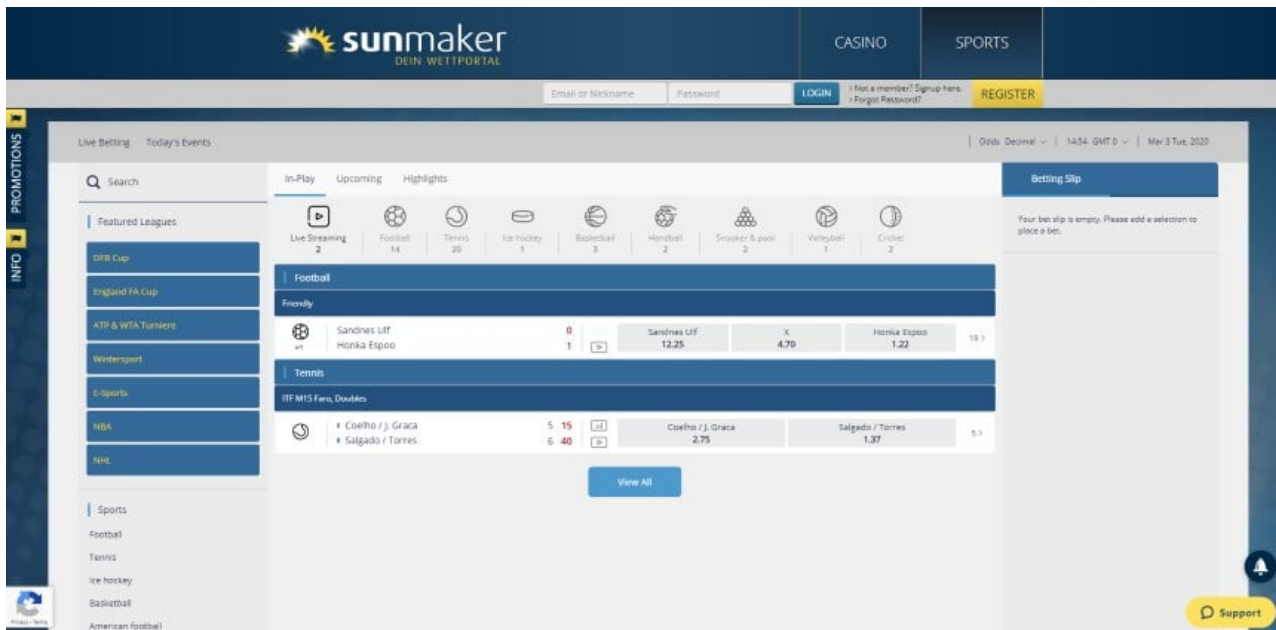 sunmaker
DEIN WETTPORTAL
CASINO
SPORTS
Email or Nickname
Password
LOGIN
› Not a member? Signup here.
› Forgot Password?
REGISTER
PROMOTIONS
INFO
Live Betting Today's Events
Odds Decimal
14:54 GMT 0
Mar 3 Tue, 2020
Search
Featured Leagues
DFB Cup
England FA Cup
ATP & WTA Turniere
Wintersport
E-Sports
NBA
NHL
Sports
Football
Tennis
Ice hockey
Basketball
American football
In-Play Upcoming Highlights
Live Streaming
2
Football
14
Tennis
20
Ice hockey
1
Basketball
3
Handball
2
Snooker & pool
2
Volleyball
1
Cricket
2
Football
Friendly
Sandnes Ulf 0
Honka Espoo 1
Sandnes Ulf
12.25
X
4.70
Honka Espoo
1.22
Tennis
ITF M15 Faro, Doubles
Coelho / J. Graca 5 15
Salgado / Torres 6 40
Coelho / J. Graca
2.75
Salgado / Torres
1.37
5 >
View All
Betting Slip
Your bet slip is empty. Please add a selection to
place a bet.
Privacy - Terms
Support